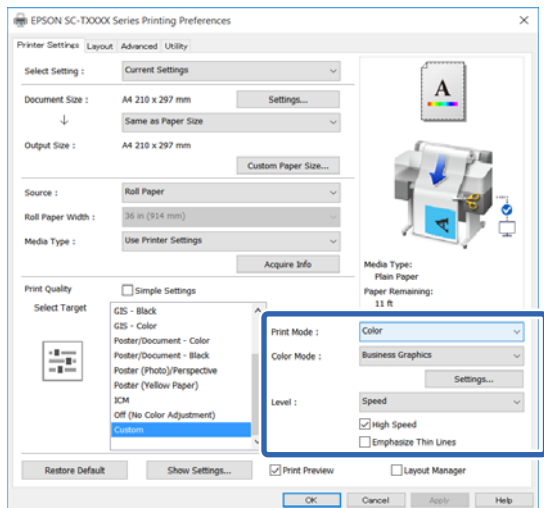 EPSON SC-TXXXX Series Printing Preferences
Printer Settings Layout Advanced Utility
Select Setting : Current Settings
Document Size : A4 210 x 297 mm Settings...
Same as Paper Size
Output Size : A4 210 x 297 mm
Custom Paper Size...
Source : Roll Paper
Roll Paper Width : 36 in (914 mm)
Media Type : Use Printer Settings
Acquire Info
A
Media Type:
Plain Paper
Paper Remaining:
11 ft
Print Quality Simple Settings
Select Target
GIS - Black
GIS - Color
Poster/Document - Color
Poster/Document - Black
Poster (Photo)/Perspective
Poster (Yellow Paper)
ICM
Off (No Color Adjustment)
Custom
Print Mode : Color
Color Mode : Business Graphics
Settings...
Level : Speed
High Speed
Emphasize Thin Lines
Restore Default Show Settings... Print Preview Layout Manager
OK Cancel Apply Help